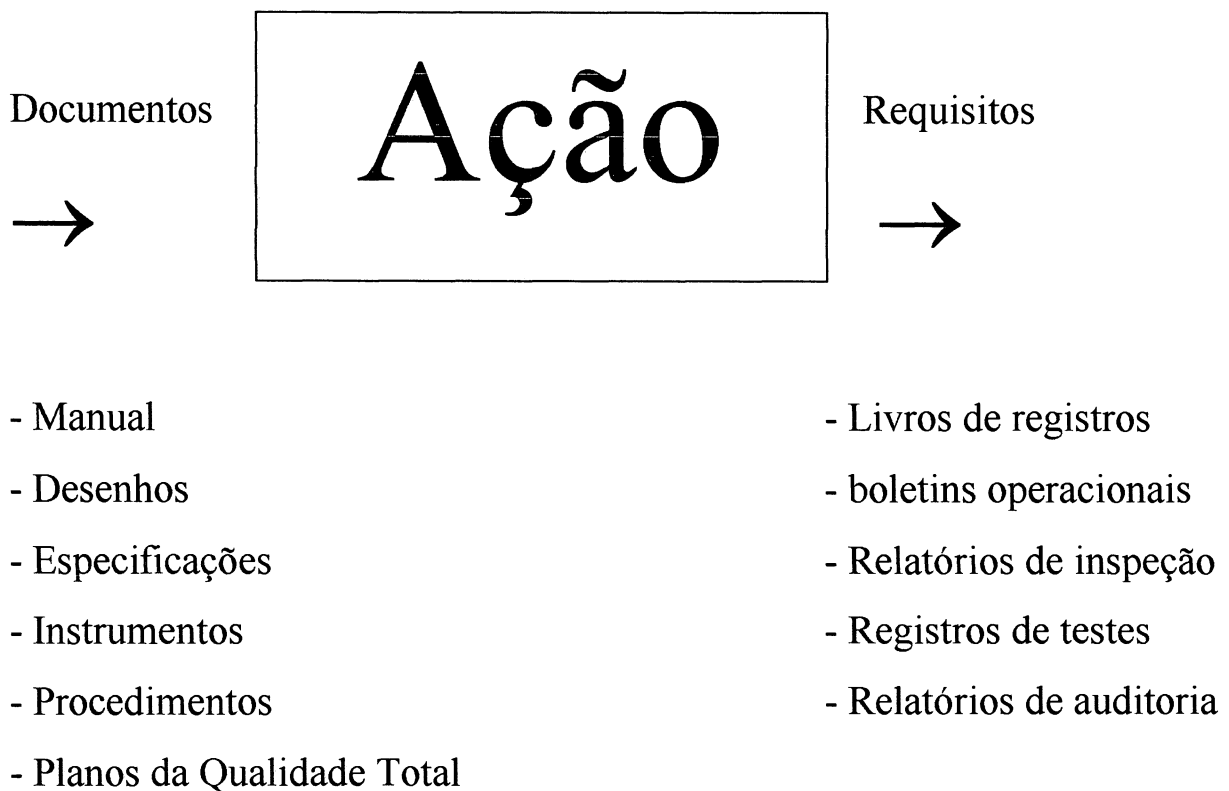 Documentos
Ação
Requisitos
- Manual
- Desenhos
- Especificações
- Instrumentos
- Procedimentos
- Planos da Qualidade Total
- Livros de registros
- boletins operacionais
- Relatórios de inspeção
- Registros de testes
- Relatórios de auditoria